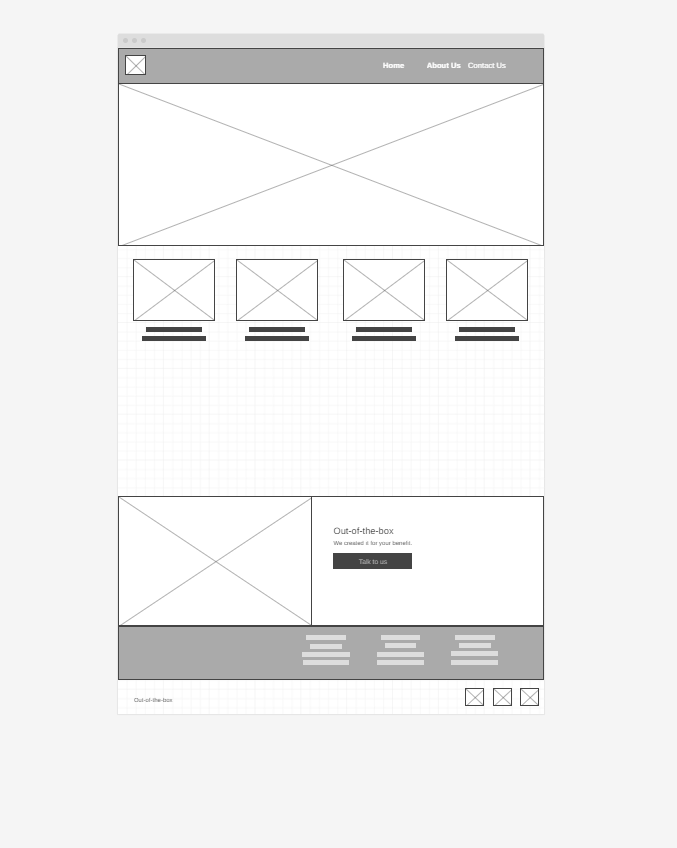 Home About Us Contact Us
Out-of-the-box
We created it for your benefit.
Talk to us
Out-of-the-box